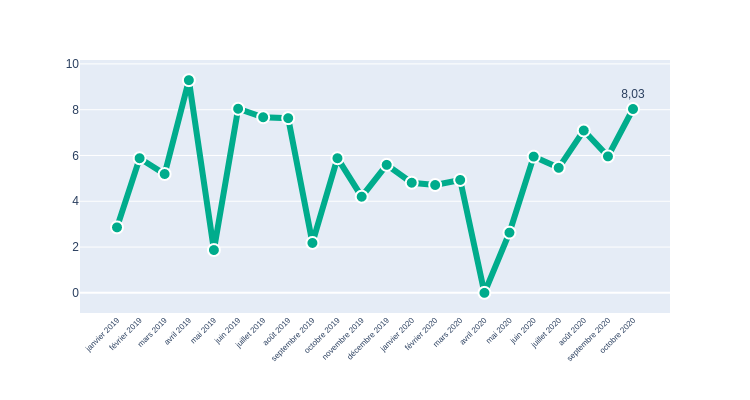 10
8
6
4
2
0
8,03
janvier 2019
février 2019
mars 2019
avril 2019
mai 2019
juin 2019
juillet 2019
août 2019
septembre 2019
octobre 2019
novembre 2019
décembre 2019
janvier 2020
février 2020
mars 2020
avril 2020
mai 2020
juin 2020
juillet 2020
août 2020
septembre 2020
octobre 2020